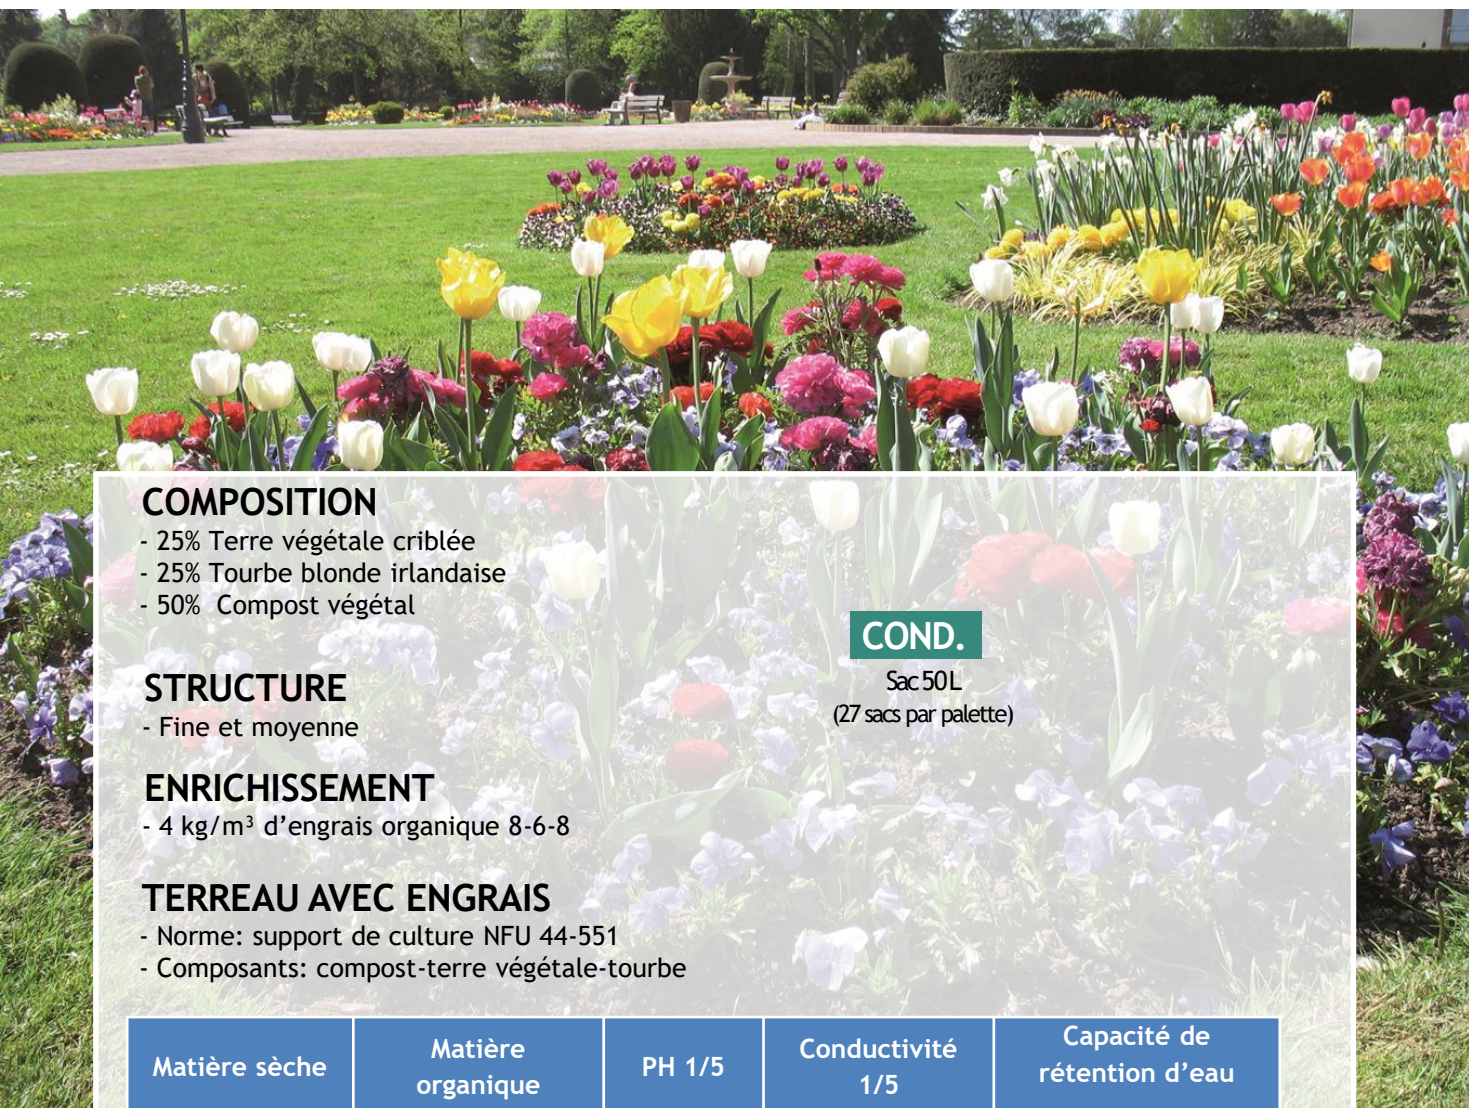 COMPOSITION
- 25% Terre végétale criblée
- 25% Tourbe blonde irlandaise
- 50% Compost végétal
COND.
Sac 50 L
(27 sacs par palette)
STRUCTURE
- Fine et moyenne
ENRICHISSEMENT
- 4 kg/m³ d’engrais organique 8-6-8
TERREAU AVEC ENGRAIS
- Norme: support de culture NFU 44-551
- Composants: compost-terre végétale-tourbe
Matière sèche
Matière
organique
PH 1/5
Conductivité
1/5
Capacité de
rétention d’eau